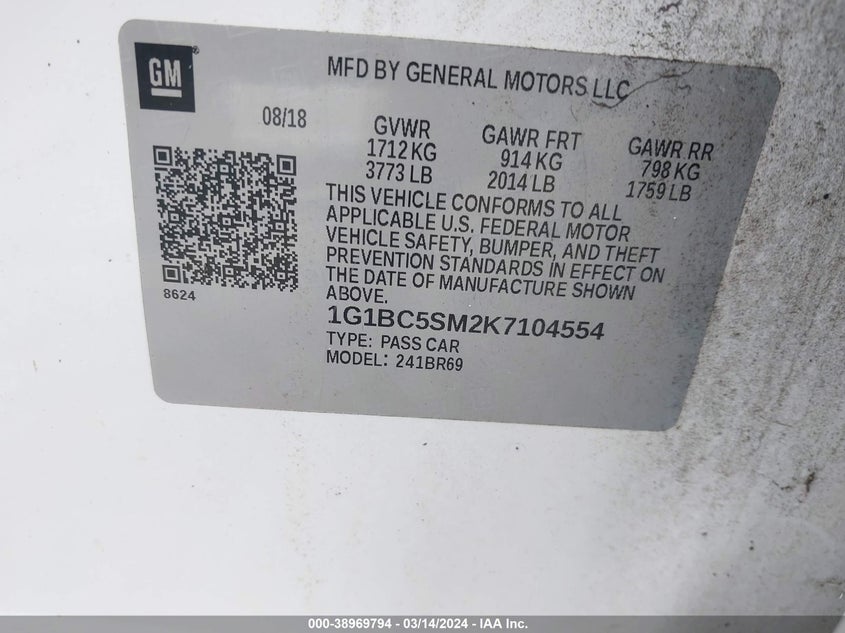 GM
MFD BY GENERAL MOTORS LLC
08/18
GVWR
1712 KG
3773 LB
GAWR FRT
914 KG
2014 LB
GAWR RR
798 KG
1759 LB
THIS VEHICLE CONFORMS TO ALL
APPLICABLE U.S. FEDERAL MOTOR
VEHICLE SAFETY, BUMPER, AND THEFT
PREVENTION STANDARDS IN EFFECT ON
THE DATE OF MANUFACTURE SHOWN
ABOVE.
8624
1G1BC5SM2K7104554
TYPE: PASS CAR
MODEL: 241BR69
000-38969794 — 03/14/2024 — IAA Inc.